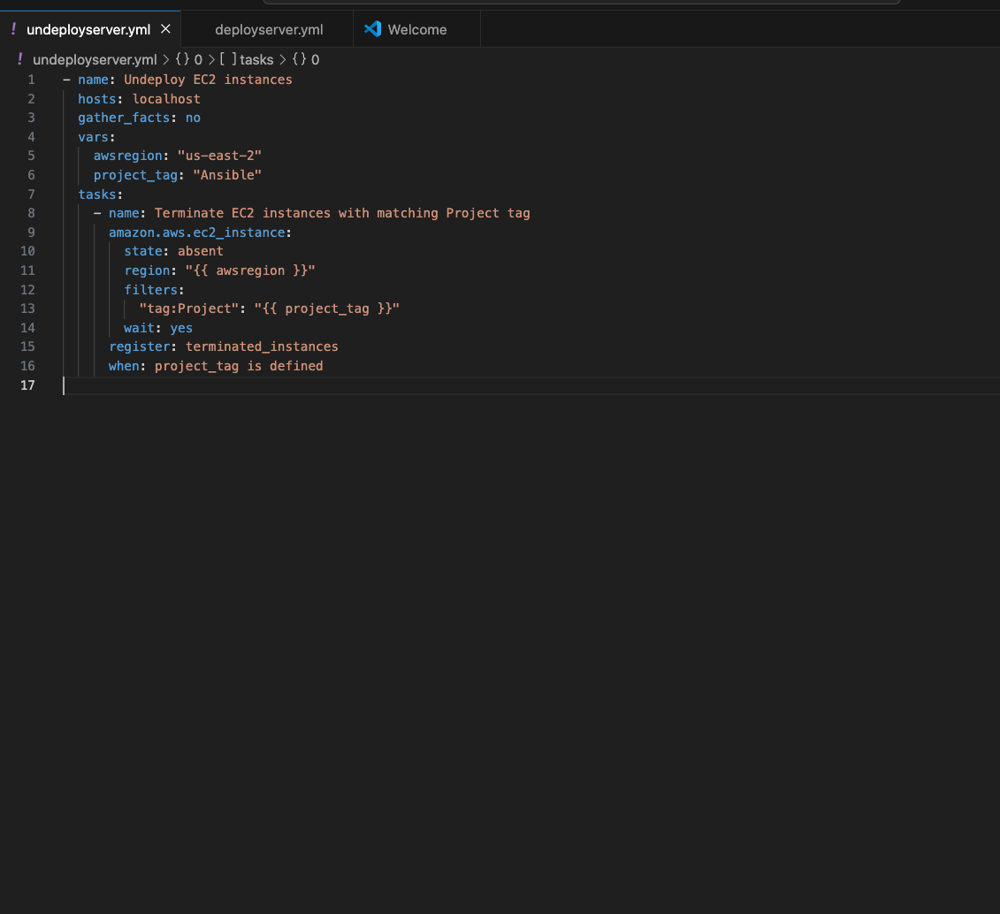 ! undeployserver.yml × deployserver.yml Welcome
! undeployserver.yml > {} 0 > [ ] tasks > {} 0
1 - name: Undeploy EC2 instances
2 hosts: localhost
3 gather_facts: no
4 vars:
5 awsregion: "us-east-2"
6 project_tag: "Ansible"
7 tasks:
8 - name: Terminate EC2 instances with matching Project tag
9 amazon.aws.ec2_instance:
10 state: absent
11 region: "{{ awsregion }}"
12 filters:
13 "tag:Project": "{{ project_tag }}"
14 wait: yes
15 register: terminated_instances
16 when: project_tag is defined
17